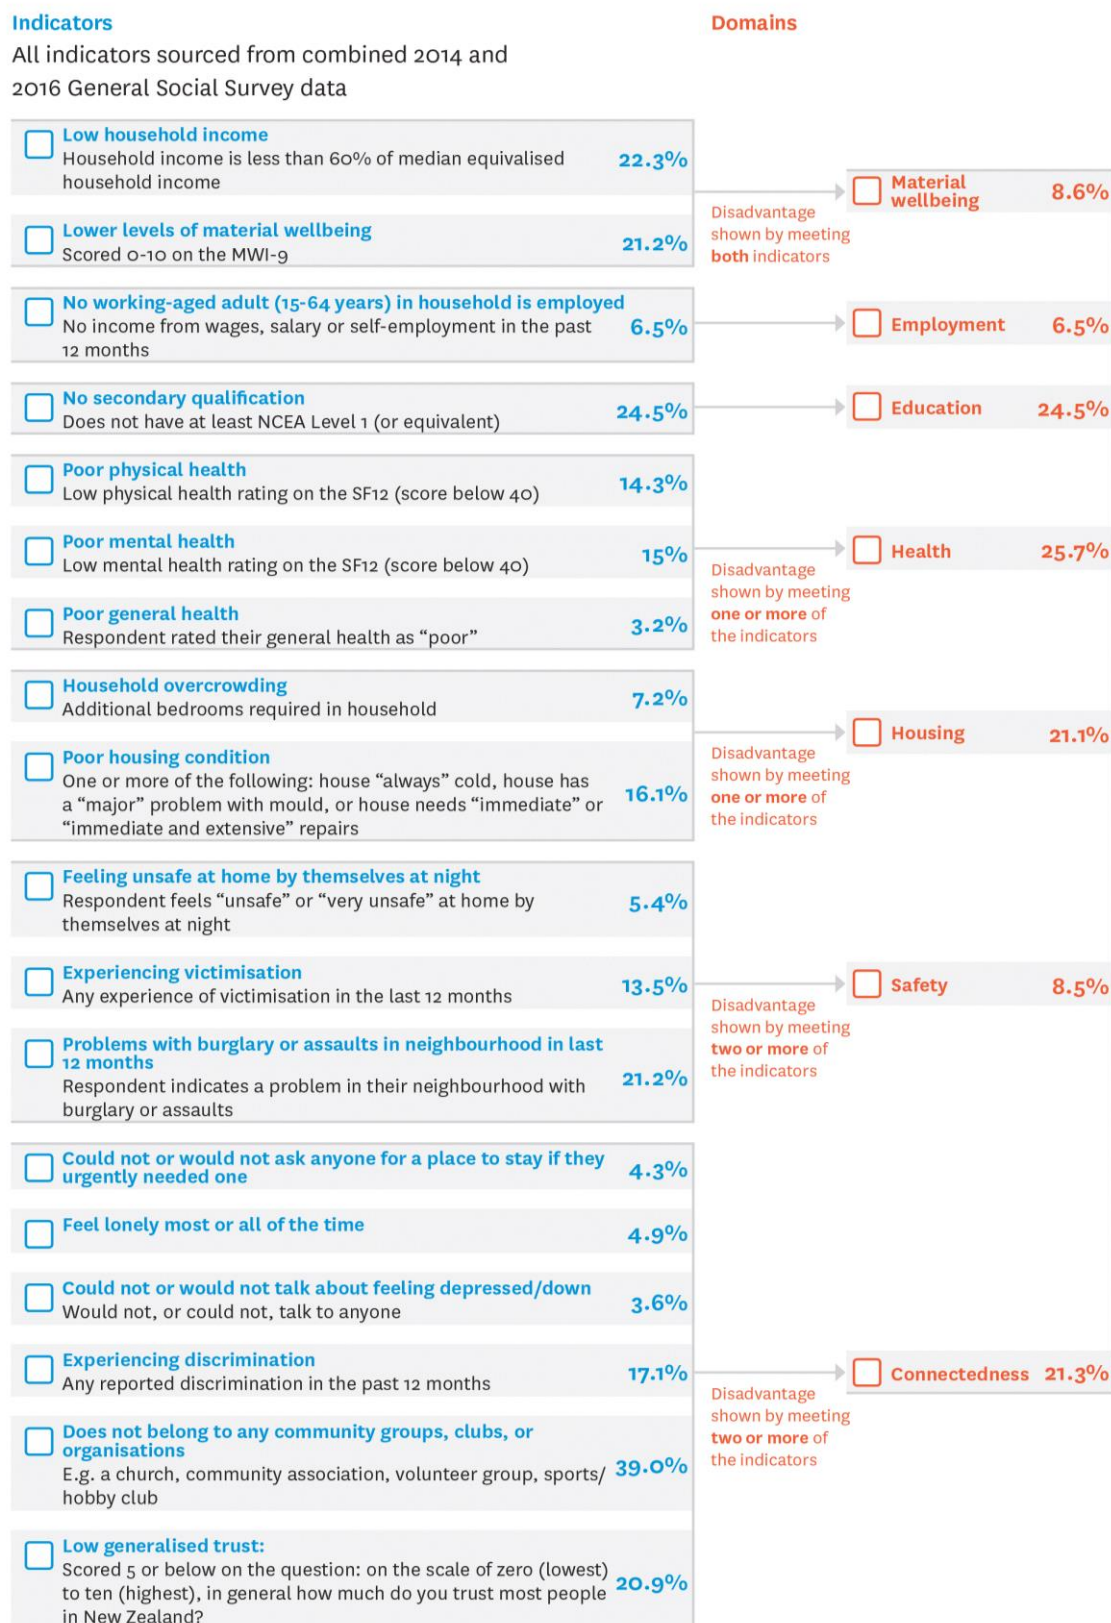 Indicators
All indicators sourced from combined 2014 and
2016 General Social Survey data
Domains
Low household income
Household income is less than 60% of median equivalised
household income
22.3%
Lower levels of material wellbeing
Scored 0-10 on the MWI-9
21.2%
Disadvantage
shown by meeting
both indicators
Material
wellbeing
8.6%
No working-aged adult (15-64 years) in household is employed
No income from wages, salary or self-employment in the past
12 months
6.5%
Employment
6.5%
No secondary qualification
Does not have at least NCEA Level 1 (or equivalent)
24.5%
Education
24.5%
Poor physical health
Low physical health rating on the SF12 (score below 40)
14.3%
Poor mental health
Low mental health rating on the SF12 (score below 40)
15%
Poor general health
Respondent rated their general health as “poor”
3.2%
Disadvantage
shown by meeting
one or more of
the indicators
Health
25.7%
Household overcrowding
Additional bedrooms required in household
7.2%
Poor housing condition
One or more of the following: house “always” cold, house has
a “major” problem with mould, or house needs “immediate” or
“immediate and extensive” repairs
16.1%
Disadvantage
shown by meeting
one or more of
the indicators
Housing
21.1%
Feeling unsafe at home by themselves at night
Respondent feels “unsafe” or “very unsafe” at home by
themselves at night
5.4%
Experiencing victimisation
Any experience of victimisation in the last 12 months
13.5%
Problems with burglary or assaults in neighbourhood in last
12 months
Respondent indicates a problem in their neighbourhood with
burglary or assaults
21.2%
Disadvantage
shown by meeting
two or more of
the indicators
Safety
8.5%
Could not or would not ask anyone for a place to stay if they
urgently needed one
4.3%
Feel lonely most or all of the time
4.9%
Could not or would not talk about feeling depressed/down
Would not, or could not, talk to anyone
3.6%
Experiencing discrimination
Any reported discrimination in the past 12 months
17.1%
Does not belong to any community groups, clubs, or
organisations
E.g. a church, community association, volunteer group, sports/
hobby club
39.0%
Low generalised trust:
Scored 5 or below on the question: on the scale of zero (lowest)
to ten (highest), in general how much do you trust most people
in New Zealand?
20.9%
Disadvantage
shown by meeting
two or more of
the indicators
Connectedness
21.3%